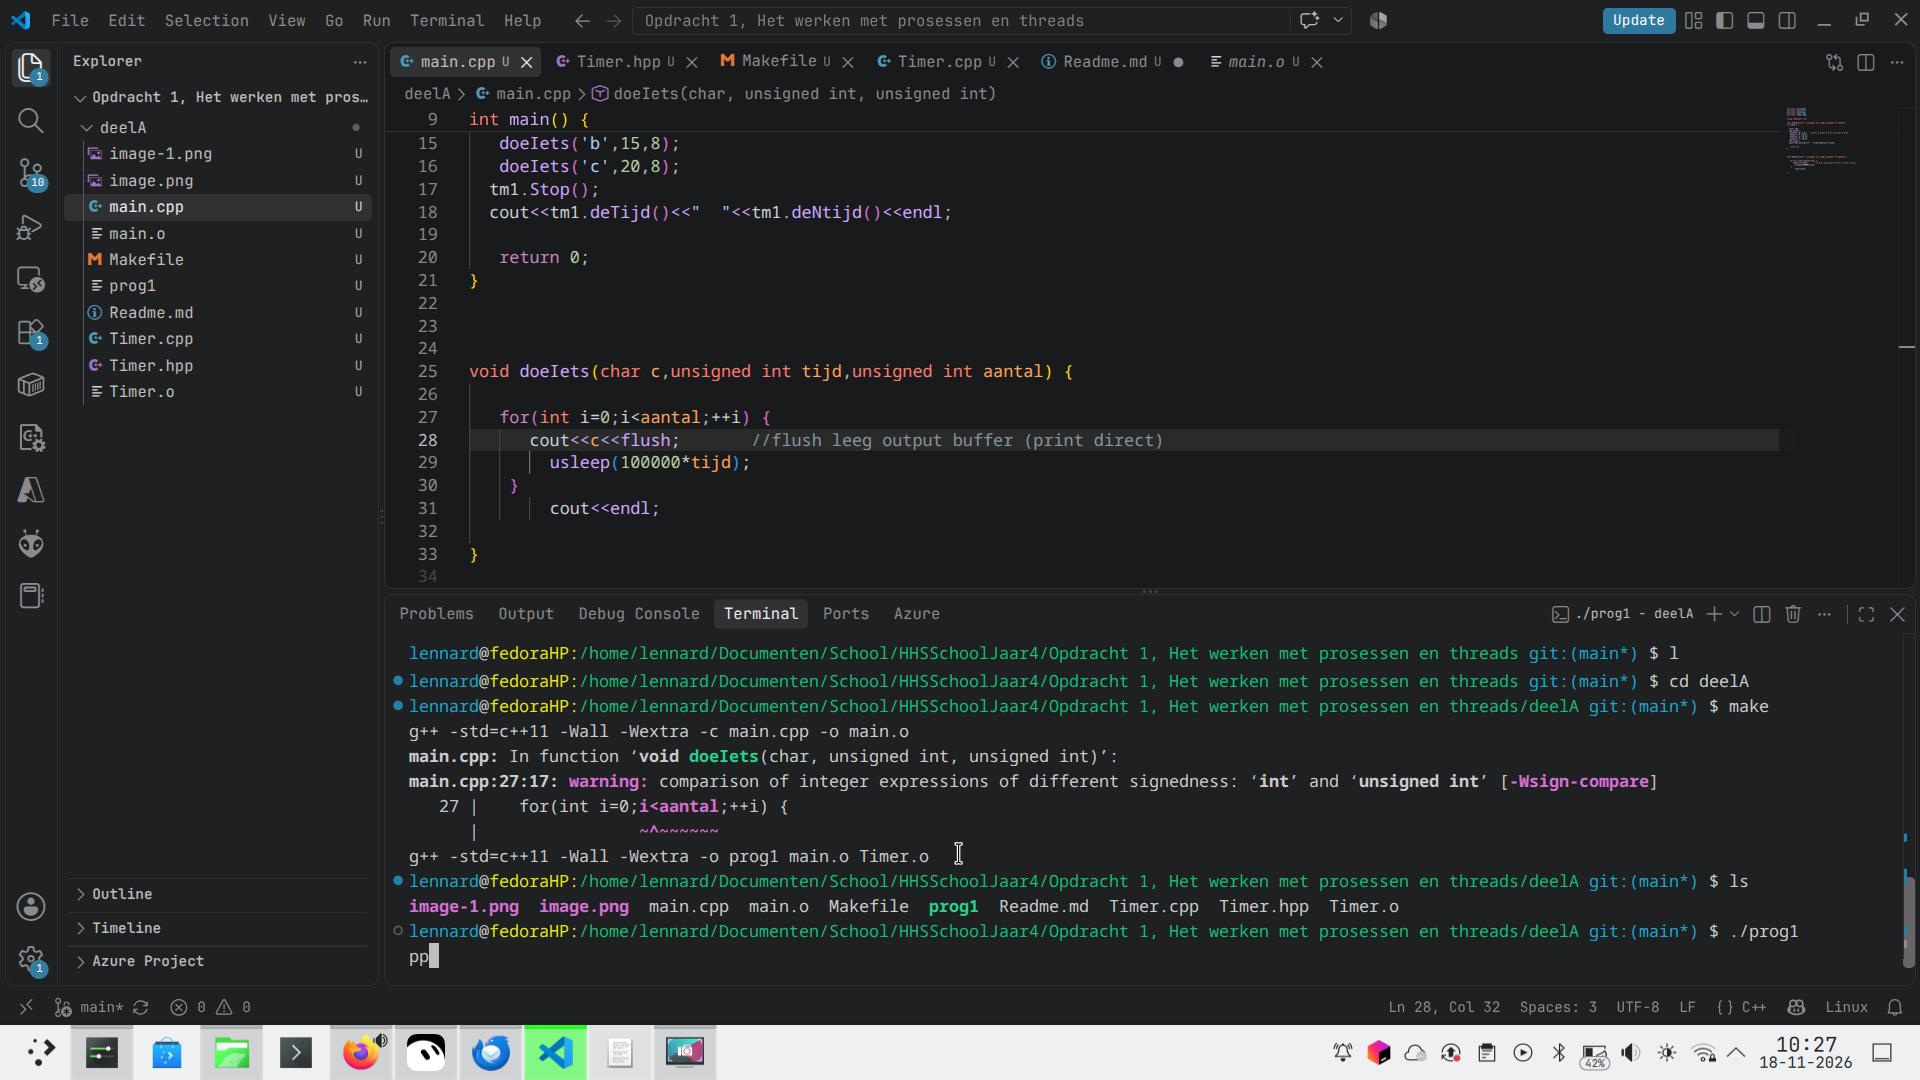 File Edit Selection View Go Run Terminal Help
Opdracht 1, Het werken met prosessen en threads
Update
Explorer
Opdracht 1, Het werken met pros…
deelA
image-1.png U
image.png U
main.cpp U
main.o U
Makefile U
prog1 U
Readme.md U
Timer.cpp U
Timer.hpp U
Timer.o U
Outline
Timeline
Azure Project
1
10
1
1
main.cpp U
Timer.hpp U
Makefile U
Timer.cpp U
Readme.md U
main.o U
deelA > main.cpp > doeIets(char, unsigned int, unsigned int)
9 int main() {
15 doeIets('b',15,8);
16 doeIets('c',20,8);
17 tm1.Stop();
18 cout<<tm1.deTijd()<<"  "<<tm1.deNtijd()<<endl;
19
20 return 0;
21 }
22
23
24
25 void doeIets(char c,unsigned int tijd,unsigned int aantal) {
26
27 for(int i=0;i<aantal;++i) {
28 cout<<c<<flush; //flush leeg output buffer (print direct)
29 usleep(100000*tijd);
30 }
31 cout<<endl;
32
33 }
34
Problems Output Debug Console Terminal Ports Azure
./prog1 - deelA
lennard@fedoraHP:/home/lennard/Documenten/School/HHSSchoolJaar4/Opdracht 1, Het werken met prosessen en threads git:(main*) $ l
lennard@fedoraHP:/home/lennard/Documenten/School/HHSSchoolJaar4/Opdracht 1, Het werken met prosessen en threads git:(main*) $ cd deelA
lennard@fedoraHP:/home/lennard/Documenten/School/HHSSchoolJaar4/Opdracht 1, Het werken met prosessen en threads/deelA git:(main*) $ make
g++ -std=c++11 -Wall -Wextra -c main.cpp -o main.o
main.cpp: In function ‘void doeIets(char, unsigned int, unsigned int)’:
main.cpp:27:17: warning: comparison of integer expressions of different signedness: ‘int’ and ‘unsigned int’ [-Wsign-compare]
27 | for(int i=0;i<aantal;++i) {
| ~^~~~~~~
g++ -std=c++11 -Wall -Wextra -o prog1 main.o Timer.o
lennard@fedoraHP:/home/lennard/Documenten/School/HHSSchoolJaar4/Opdracht 1, Het werken met prosessen en threads/deelA git:(main*) $ ls
image-1.png image.png main.cpp main.o Makefile prog1 Readme.md Timer.cpp Timer.hpp Timer.o
lennard@fedoraHP:/home/lennard/Documenten/School/HHSSchoolJaar4/Opdracht 1, Het werken met prosessen en threads/deelA git:(main*) $ ./prog1
pp
main* 0 0
Ln 28, Col 32 Spaces: 3 UTF-8 LF {} C++ Linux
42%
10:27
18-11-2026